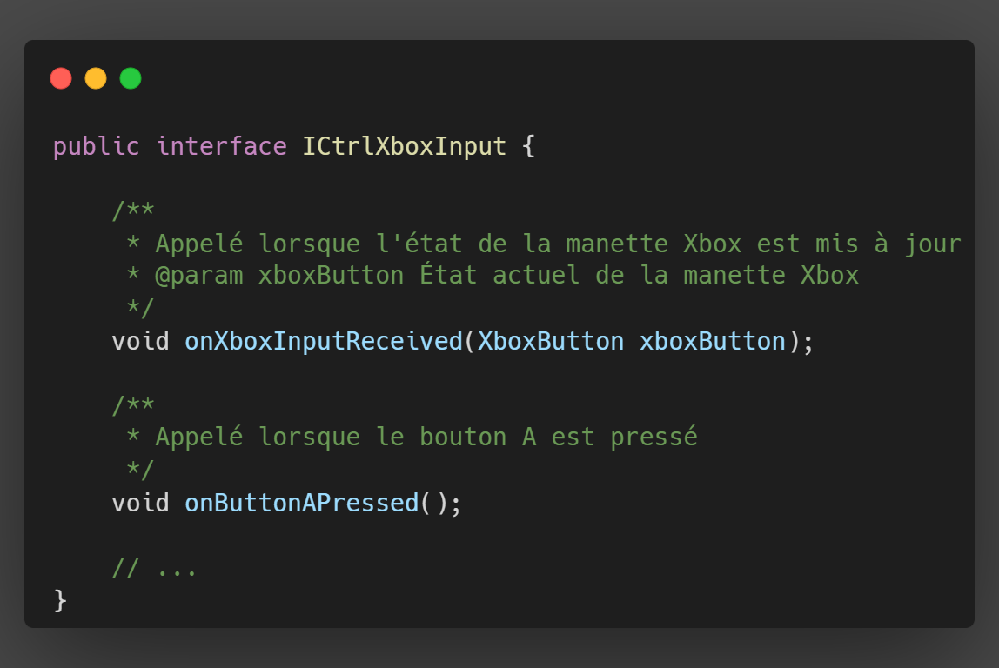 public interface ICtrlXboxInput {
/**
* Appelé lorsque l'état de la manette Xbox est mis à jour
* @param xboxButton État actuel de la manette Xbox
*/
void onXboxInputReceived(XboxButton xboxButton);
/**
* Appelé lorsque le bouton A est pressé
*/
void onButtonAPressed();
// ...
}